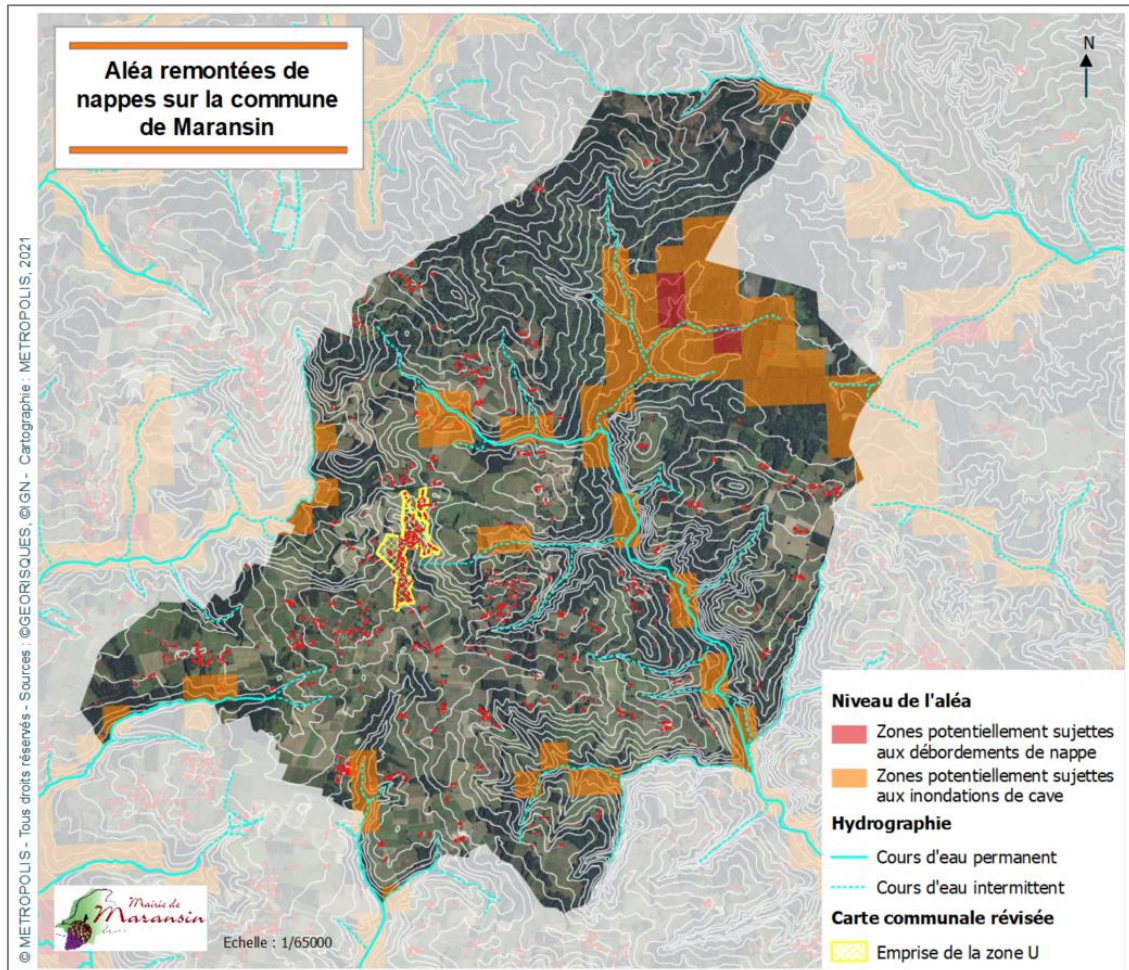 Aléa remontées de
nappes sur la commune
de Maransin
N
© METROPOLIS - Tous droits réservés - Sources : ©GEORISQUES, ©IGN - Cartographie : METROPOLIS, 2021
Niveau de l'aléa
Zones potentiellement sujettes
aux débordements de nappe
Zones potentiellement sujettes
aux inondations de cave
Hydrographie
Cours d'eau permanent
Cours d'eau intermittent
Carte communale révisée
Emprise de la zone U
Mairie de
Maransin
Echelle : 1/65000